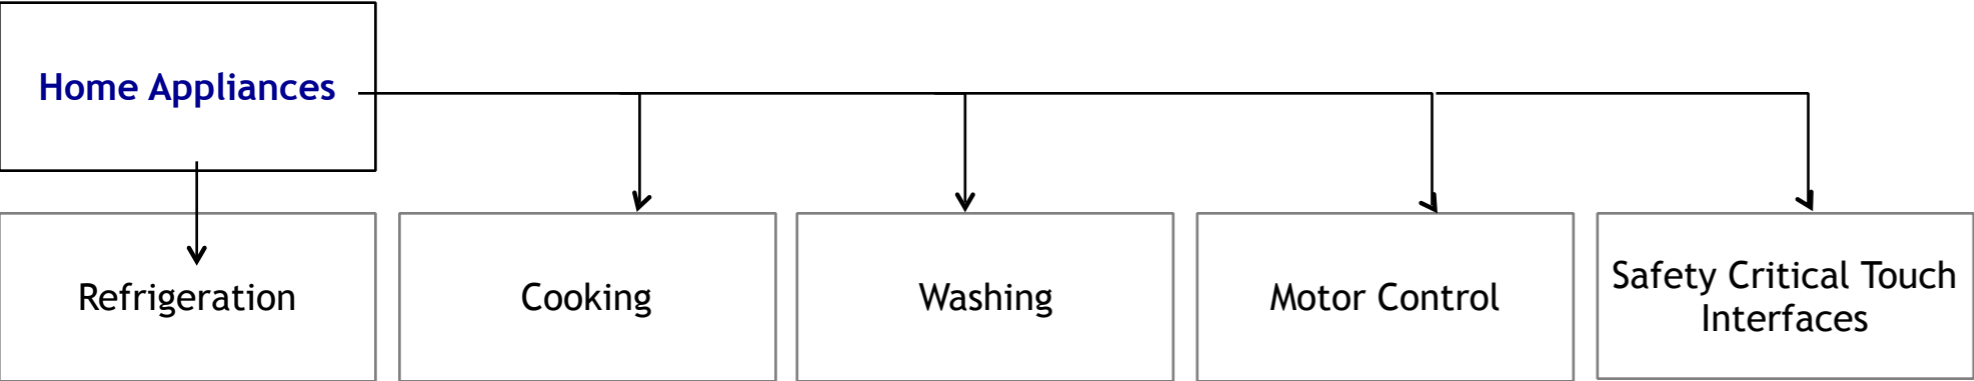 Home Appliances
Refrigeration
Cooking
Washing
Motor Control
Safety Critical Touch
Interfaces